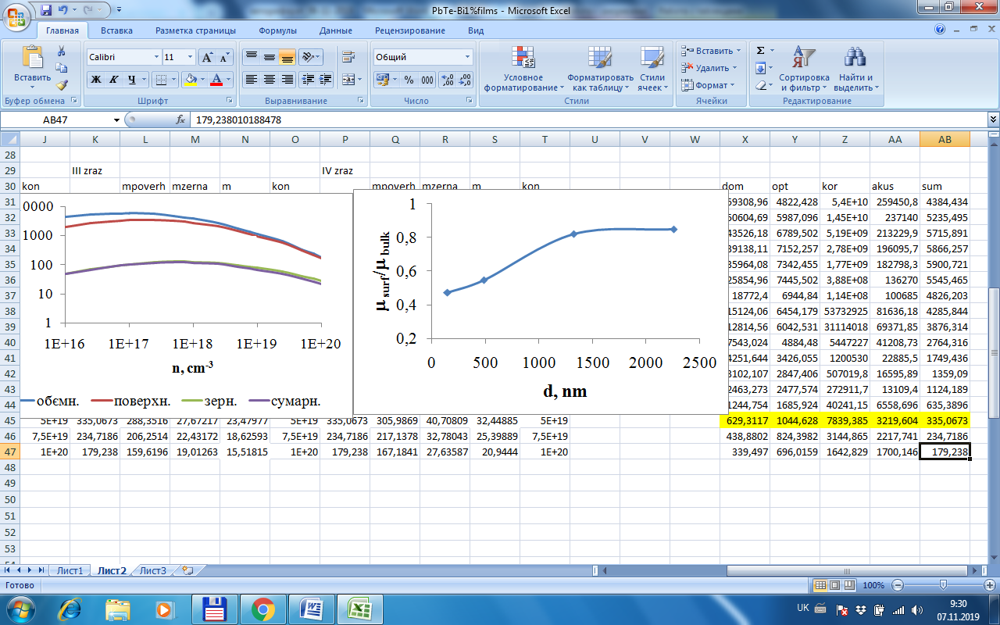 PbTe-Bi1%films - Microsoft Excel
Главная Вставка Разметка страницы Формулы Данные Рецензирование Вид
Вставить
Буфер обмена
Calibri 11
Ж К Ч
Шрифт
Выравнивание
Общий
% 000
Число
Условное форматирование
Форматировать как таблицу
Стили ячеек
Стили
Вставить
Удалить
Формат
Ячейки
Σ
Сортировка и фильтр
Найти и выделить
Редактирование
AB47 fx 179,238010188478
J K L M N O P Q R S T U V W X Y Z AA AB
28
29 III zraz IV zraz
30 kon mpoverh mzerna m kon mpoverh mzerna m kon dom opt kor akus sum
31 59308,96 4822,428 5,4E+10 259450,8 4384,434
32 50604,69 5987,096 1,45E+10 237140 5235,495
33 43526,18 6789,502 5,19E+09 213229,9 5715,891
34 39138,11 7152,257 2,78E+09 196095,7 5866,257
35 35964,08 7342,455 1,77E+09 182798,3 5900,721
36 25854,96 7445,502 3,88E+08 136270 5545,465
37 18772,4 6944,84 1,14E+08 100685 4826,203
38 15124,06 6454,179 53732925 81636,18 4285,844
39 12814,56 6042,531 31114018 69371,85 3876,314
40 7543,024 4884,48 5447227 41208,73 2764,316
41 4251,644 3426,055 1200530 22885,5 1749,436
42 3102,107 2847,406 507019,8 16595,89 1359,09
43 2463,273 2477,574 272911,7 13109,4 1124,189
44 1244,754 1685,924 40241,15 6558,696 635,3896
45 5E+19 335,0673 288,3516 27,67217 23,47977 5E+19 335,0673 305,9869 40,70809 32,44885 5E+19 629,3117 1044,628 7839,385 3219,604 335,0673
46 7,5E+19 234,7186 206,2514 22,43172 18,62593 7,5E+19 234,7186 217,1378 32,78043 25,39889 7,5E+19 438,8802 824,3982 3144,865 2217,741 234,7186
47 1E+20 179,238 159,6196 19,01263 15,51815 1E+20 179,238 167,1841 27,63587 20,9444 1E+20 339,497 696,0159 1642,829 1700,146 179,238
48
49
50
51
52
53
0000
1000
100
10
1
1E+16 1E+17 1E+18 1E+19 1E+20
n, cm⁻³
обємн. поверхн. зерн. сумарн.
μ surf/μ bulk
1
0,8
0,6
0,4
0,2
0 500 1000 1500 2000 2500
d, nm
Лист1 Лист2 Лист3
Готово 100%
UK
9:30
07.11.2019